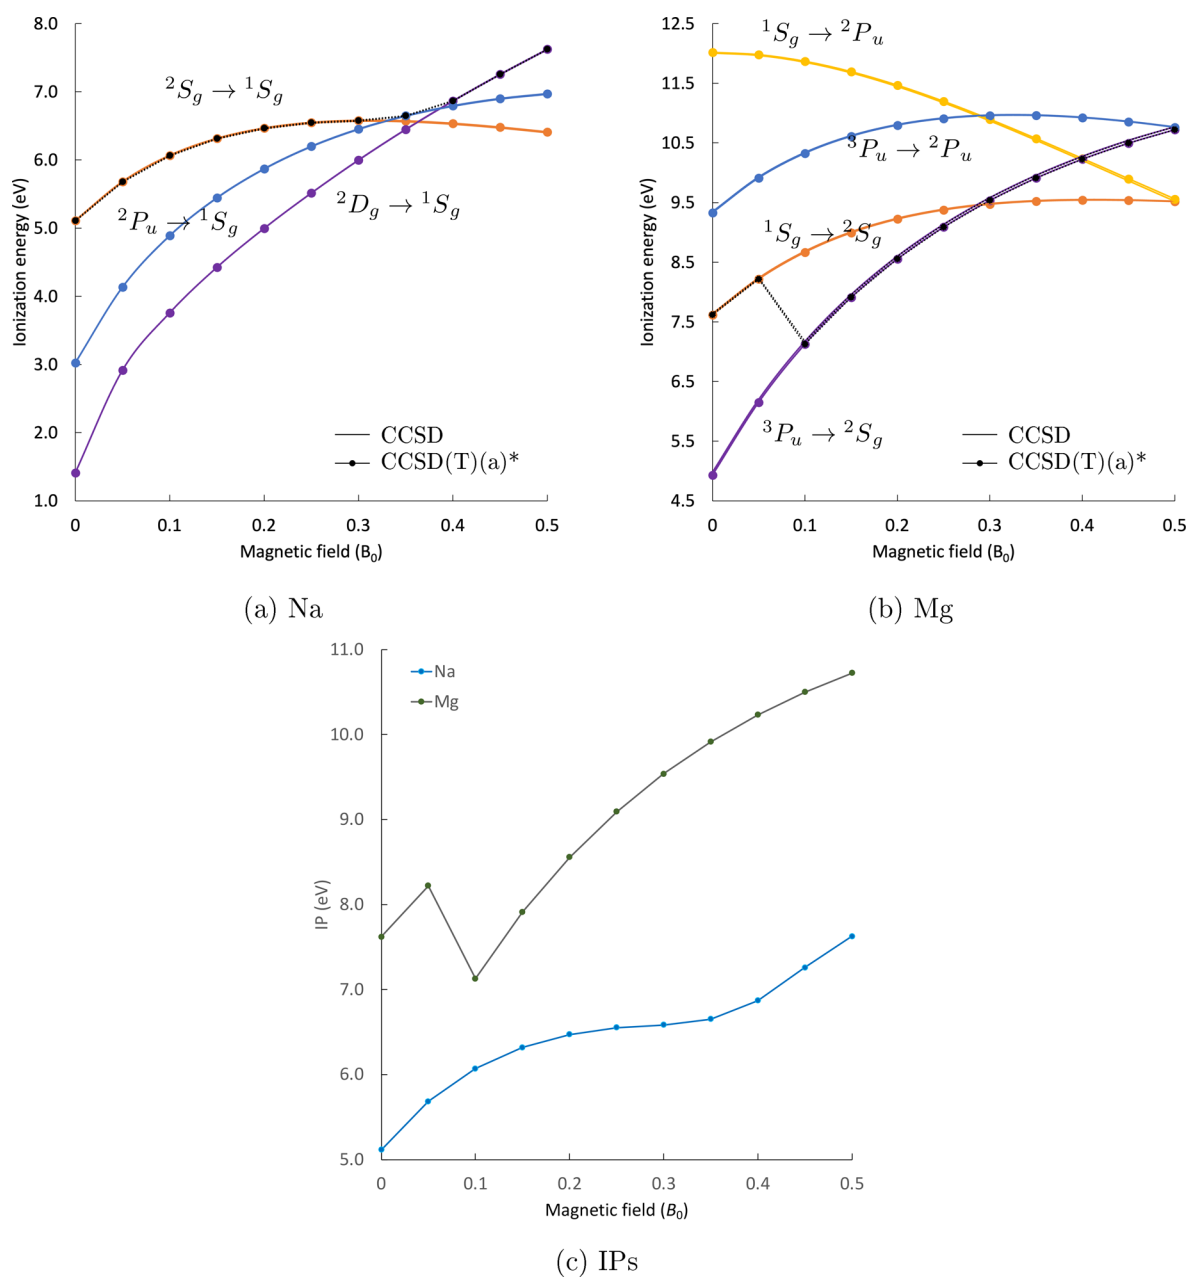 8.0
7.0
6.0
5.0
4.0
3.0
2.0
1.0
Ionization energy (eV)
²S_g → ¹S_g
²P_u → ¹S_g
²D_g → ¹S_g
CCSD
CCSD(T)(a)*
0 0.1 0.2 0.3 0.4 0.5
Magnetic field (B₀)
(a) Na
12.5
11.5
10.5
9.5
8.5
7.5
6.5
5.5
4.5
Ionization energy (eV)
¹S_g → ²P_u
³P_u → ²P_u
¹S_g → ²S_g
³P_u → ²S_g
CCSD
CCSD(T)(a)*
0 0.1 0.2 0.3 0.4 0.5
Magnetic field (B₀)
(b) Mg
11.0
10.0
9.0
8.0
7.0
6.0
5.0
IP (eV)
Na
Mg
0 0.1 0.2 0.3 0.4 0.5
Magnetic field (B₀)
(c) IPs